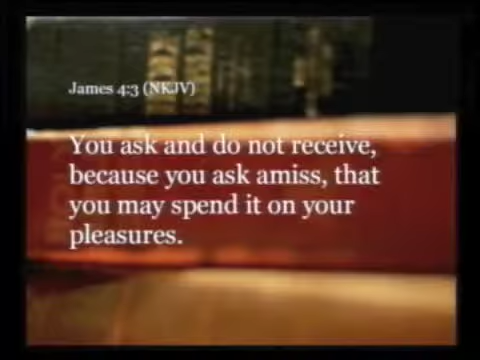 James 4:3 (NKJV)
You ask and do not receive,
because you ask amiss, that
you may spend it on your
pleasures.